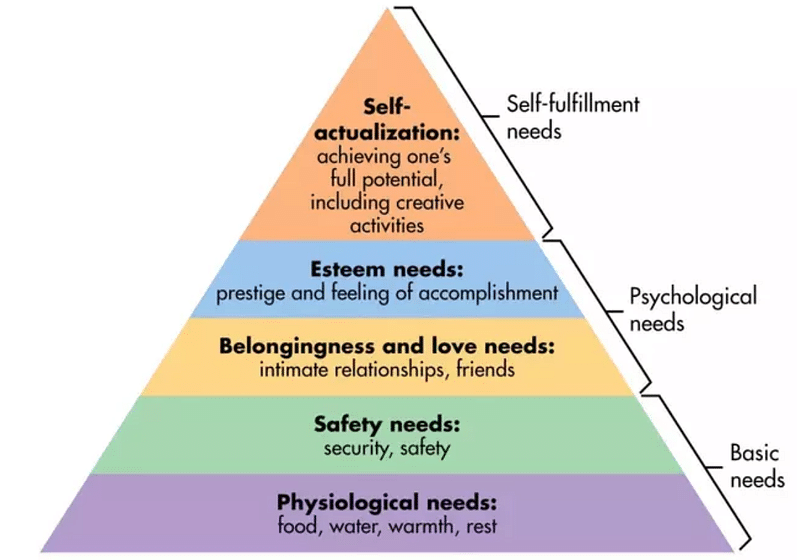 Self-
actualization:
achieving one's
full potential,
including creative
activities
Self-fulfillment
needs
Esteem needs:
prestige and feeling of accomplishment
Psychological
needs
Belongingness and love needs:
intimate relationships, friends
Safety needs:
security, safety
Basic
needs
Physiological needs:
food, water, warmth, rest